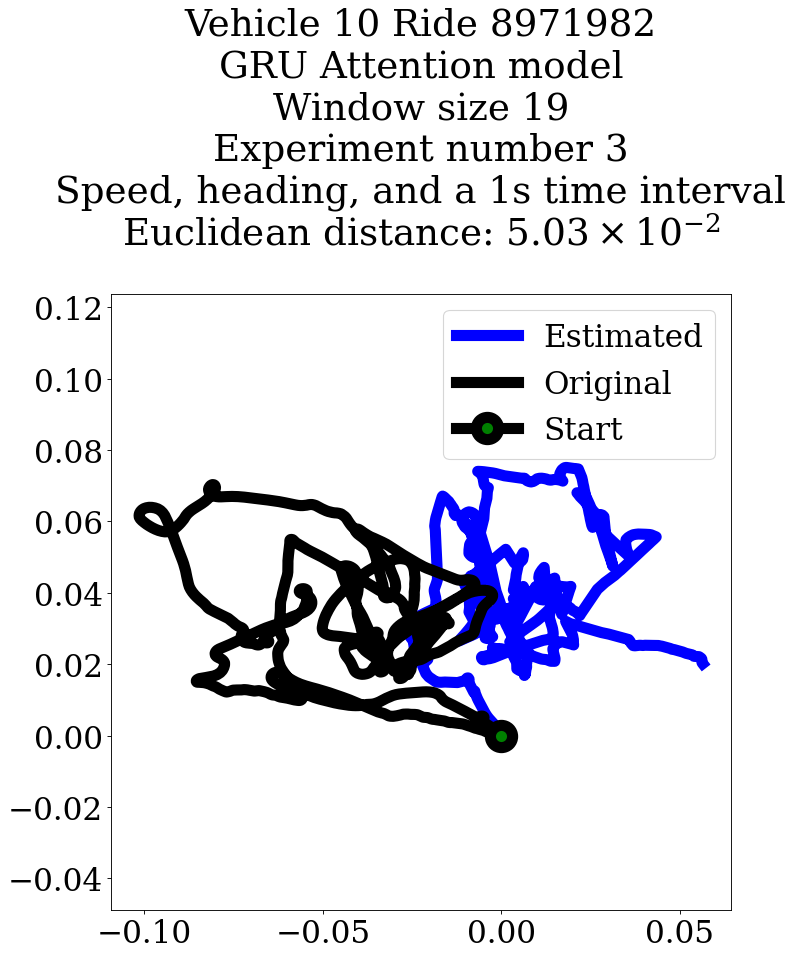 Vehicle 10 Ride 8971982
GRU Attention model
Window size 19
Experiment number 3
Speed, heading, and a 1s time interval
Euclidean distance: 5.03 × 10⁻²
0.12
0.10
0.08
0.06
0.04
0.02
0.00
−0.02
−0.04
Estimated
Original
Start
−0.10
−0.05
0.00
0.05